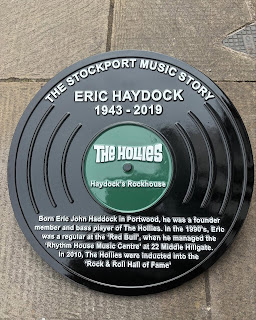 THE STOCKPORT MUSIC STORY
ERIC HAYDOCK
1943 - 2019
THE HOLLIES
Haydock's Rockhouse
Born Eric John Haddock in Portwood, he was a founder
member and bass player of The Hollies. In the 1990's, Eric
was a regular at the 'Red Bull', when he managed the
'Rhythm House Music Centre' at 22 Middle Hillgate.
In 2010, The Hollies were inducted into the
'Rock & Roll Hall of Fame'